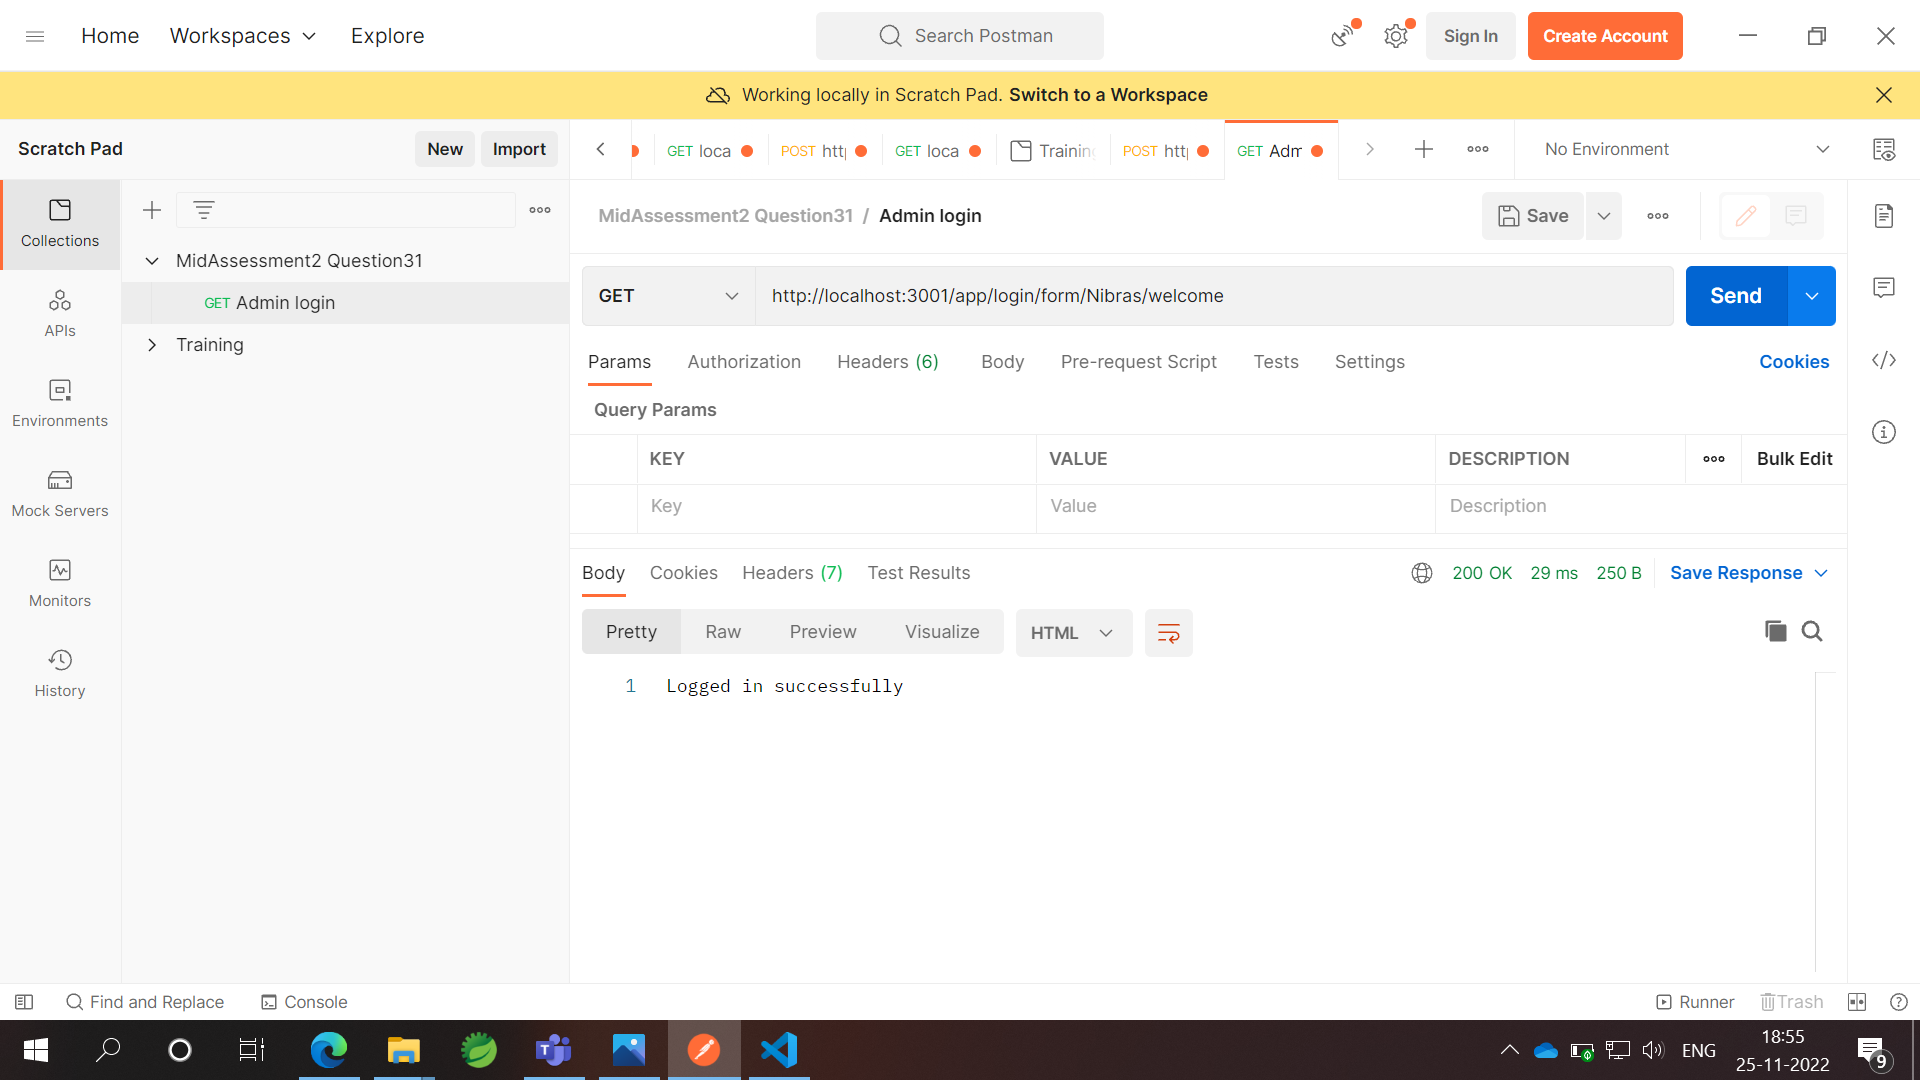 Home Workspaces Explore Search Postman Sign In Create Account
Working locally in Scratch Pad. Switch to a Workspace
Scratch Pad New Import
GET loca POST http GET loca Training POST http GET Adm No Environment
Collections
APIs
Environments
Mock Servers
Monitors
History
MidAssessment2 Question31
GET Admin login
Training
MidAssessment2 Question31 / Admin login Save
GET http://localhost:3001/app/login/form/Nibras/welcome Send
Params Authorization Headers (6) Body Pre-request Script Tests Settings Cookies
Query Params
KEY VALUE DESCRIPTION Bulk Edit
Key Value Description
Body Cookies Headers (7) Test Results 200 OK 29 ms 250 B Save Response
Pretty Raw Preview Visualize HTML
1 Logged in successfully
Find and Replace Console Runner Trash
ENG 18:55
25-11-2022
9